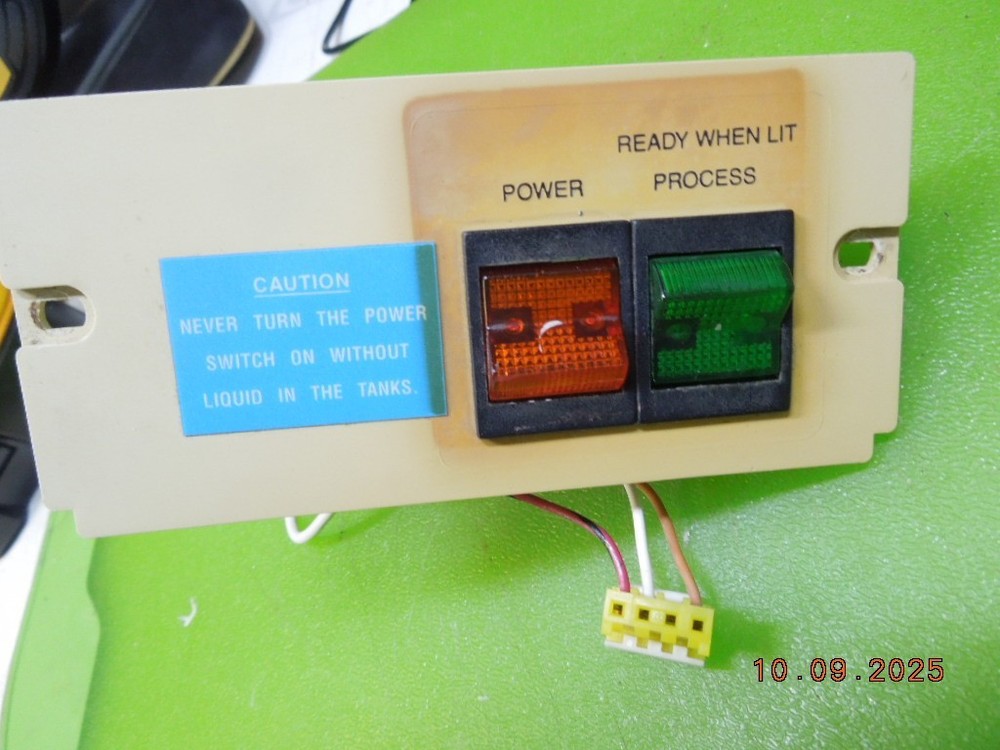 READY WHEN LIT
POWER
PROCESS
CAUTION
NEVER TURN THE POWER
SWITCH ON WITHOUT
LIQUID IN THE TANKS.
10.09.2025